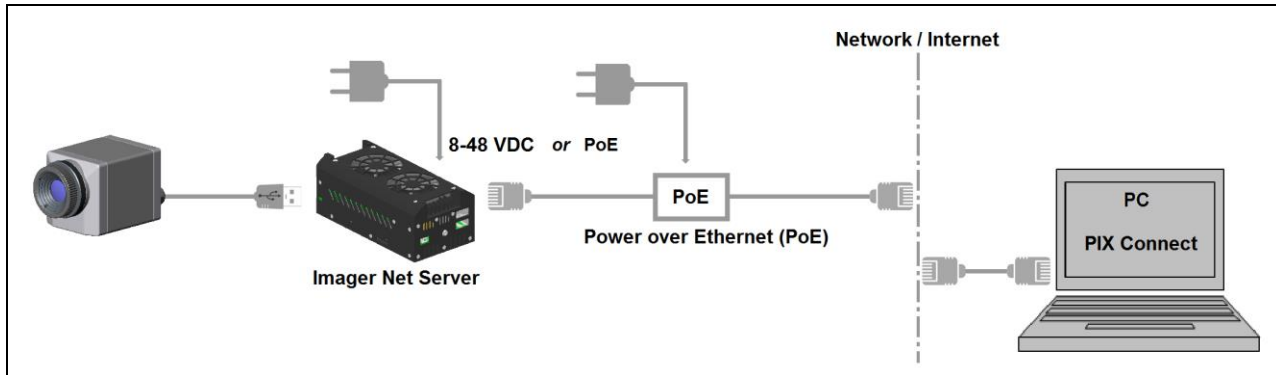 Network / Internet
8-48 VDC or PoE
PoE
Power over Ethernet (PoE)
Imager Net Server
PC
PIX Connect